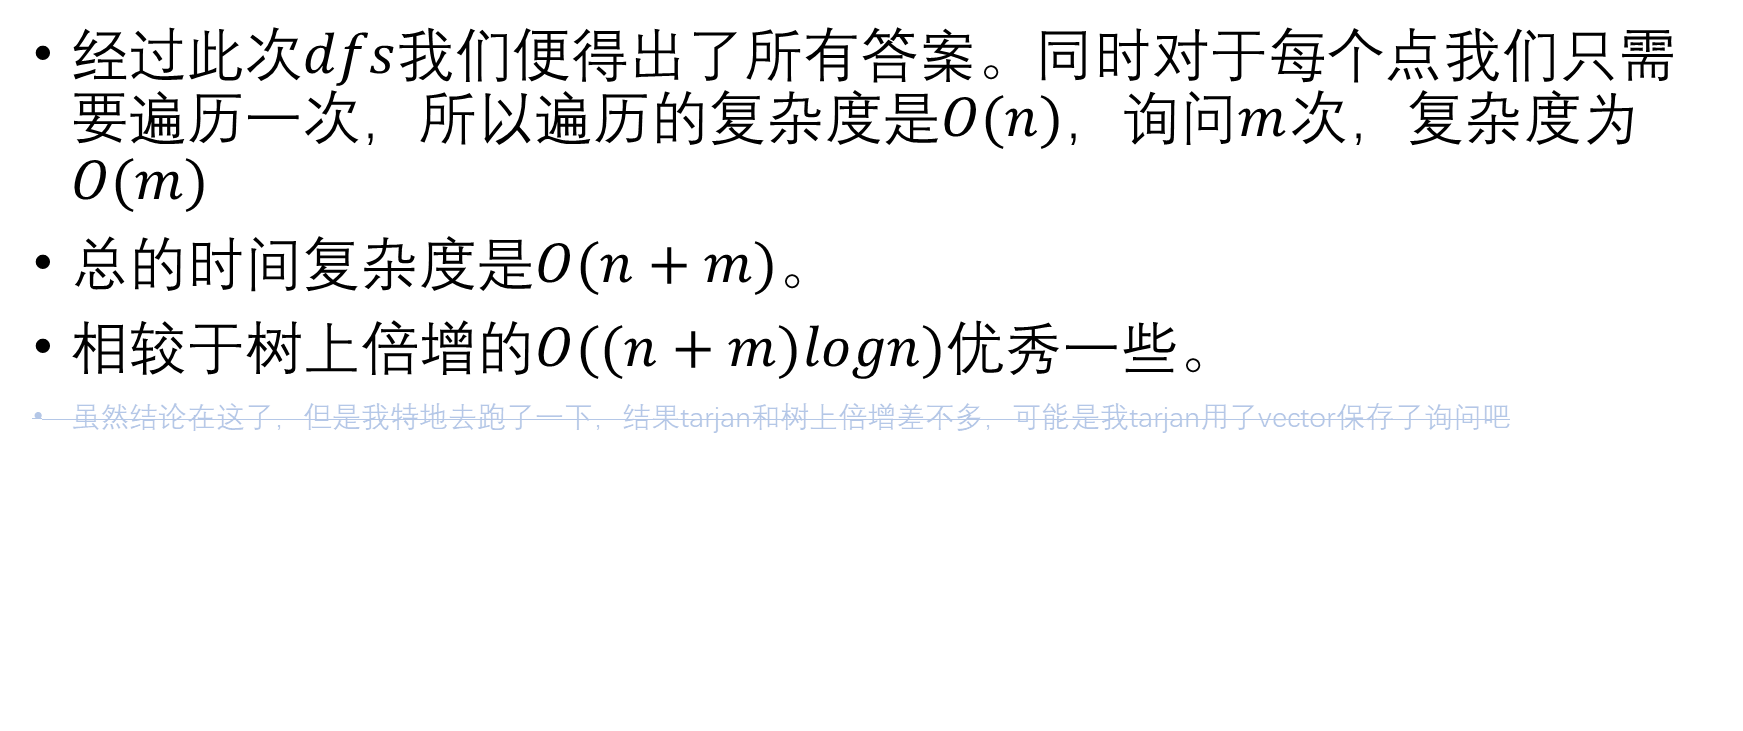 • 经过此次dfs我们便得出了所有答案。同时对于每个点我们只需
要遍历一次，所以遍历的复杂度是O(n)，询问m次，复杂度为
O(m)
• 总的时间复杂度是O(n + m)。
• 相较于树上倍增的O((n + m)logn)优秀一些。
• 虽然结论在这了，但是我特地去跑了一下，结果tarjan和树上倍增差不多，可能是我tarjan用了vector保存了询问吧